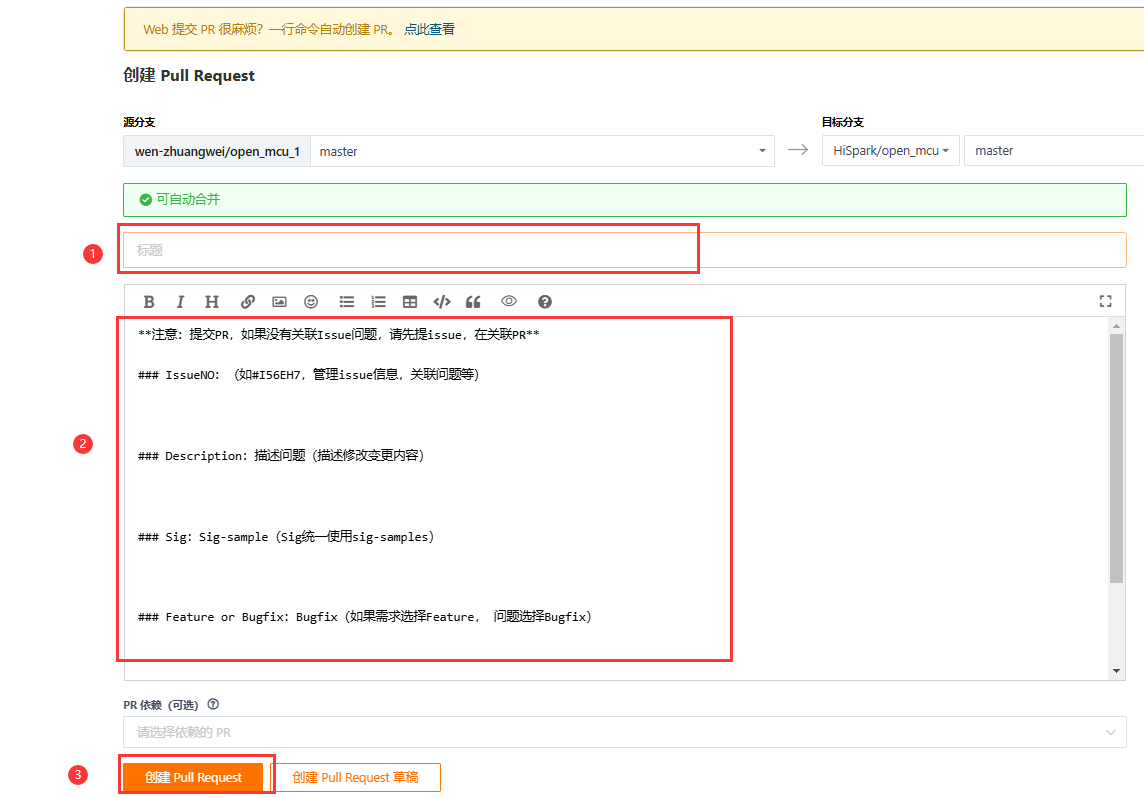 Web 提交 PR 很麻烦？一行命令自动创建 PR。 点此查看
创建 Pull Request
源分支
目标分支
wen-zhuangwei/open_mcu_1 master
HiSpark/open_mcu master
可自动合并
1
标题
B I H
**注意：提交PR，如果没有关联Issue问题，请先提issue，在关联PR**
### IssueNO: （如#I56EH7，管理issue信息，关联问题等）
2
### Description：描述问题（描述修改变更内容）
### Sig：Sig-sample（Sig统一使用sig-samples）
### Feature or Bugfix：Bugfix（如果需求选择Feature， 问题选择Bugfix）
PR 依赖（可选）
请选择依赖的 PR
3
创建 Pull Request
创建 Pull Request 草稿